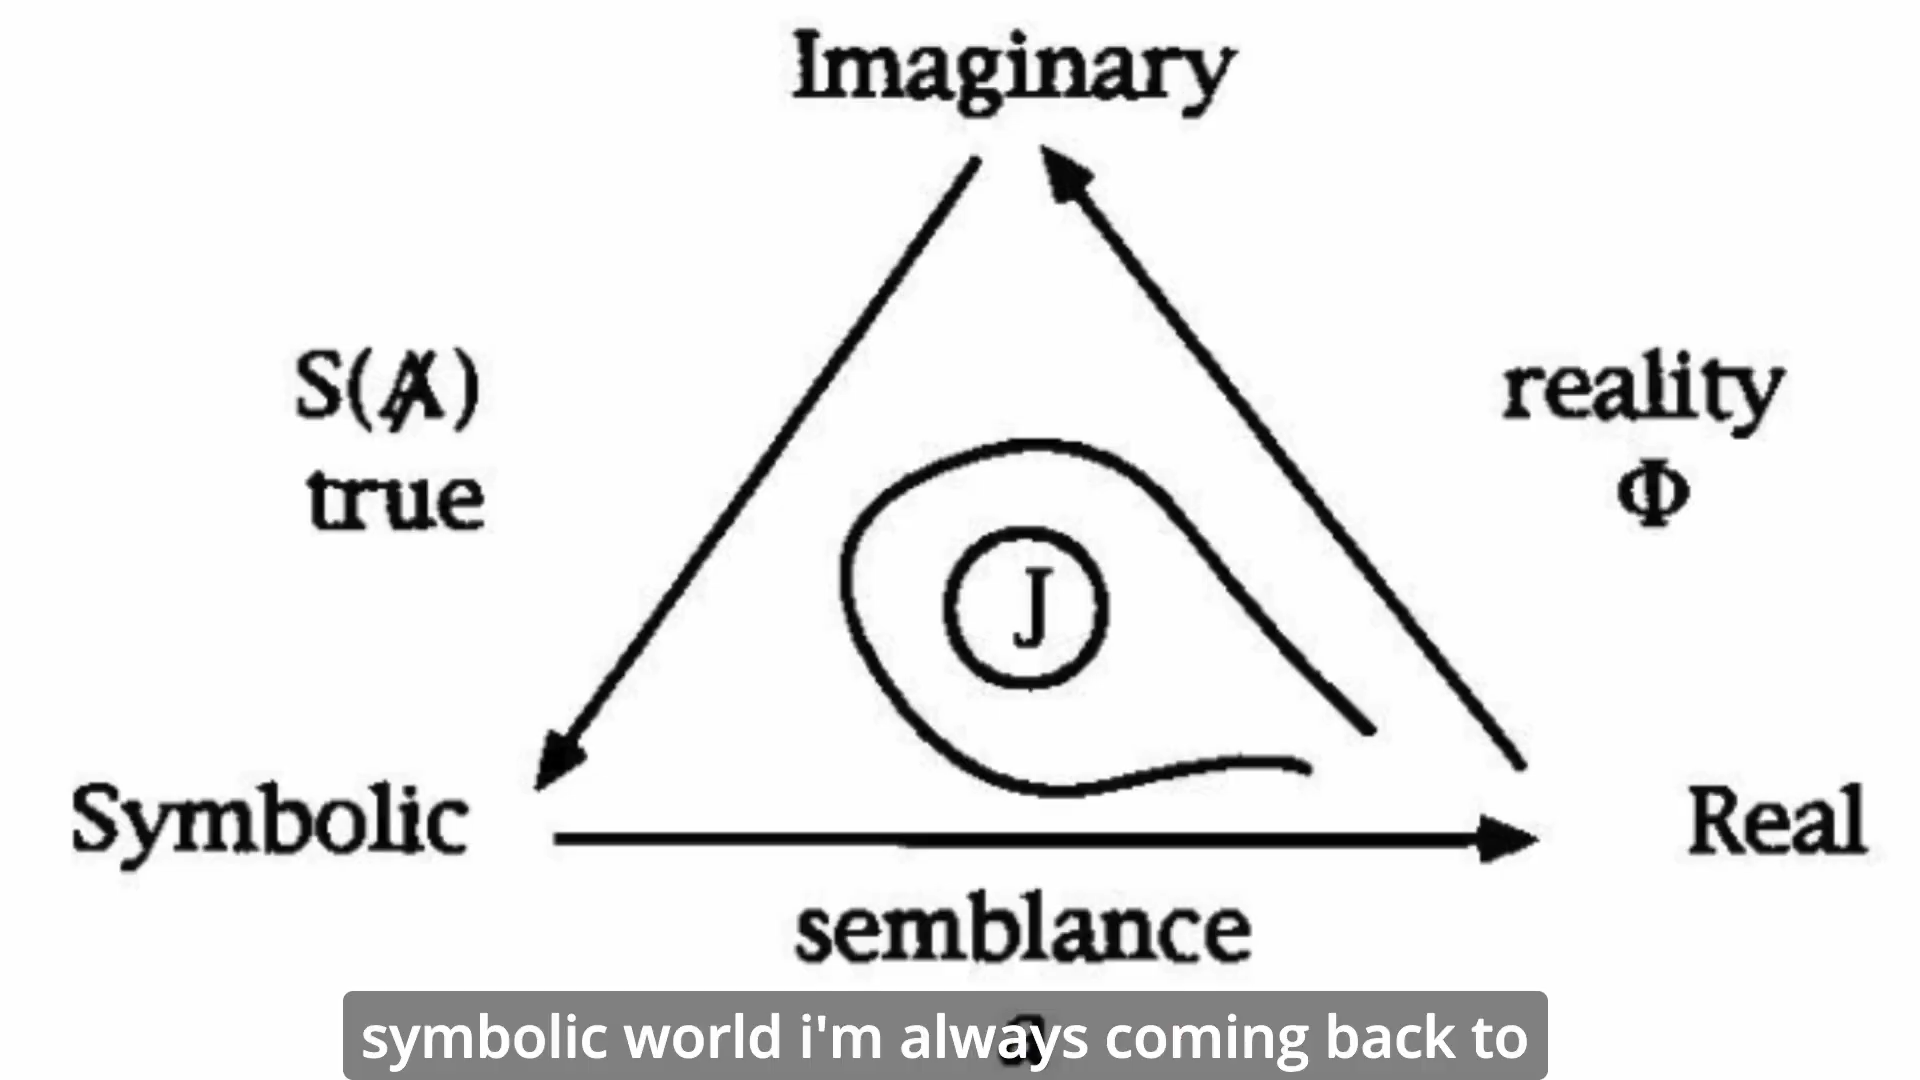 Imaginary
S(Ⱥ)
true
reality
Φ
J
Symbolic
Real
semblance
symbolic world i'm always coming back to